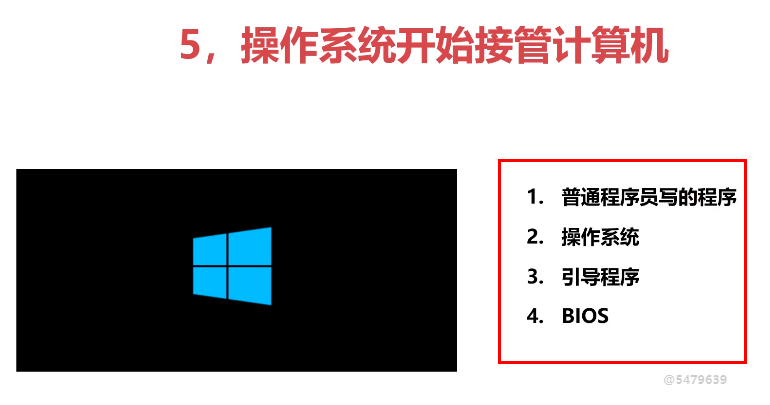 5，操作系统开始接管计算机
1. 普通程序员写的程序
2. 操作系统
3. 引导程序
4. BIOS
@5479639